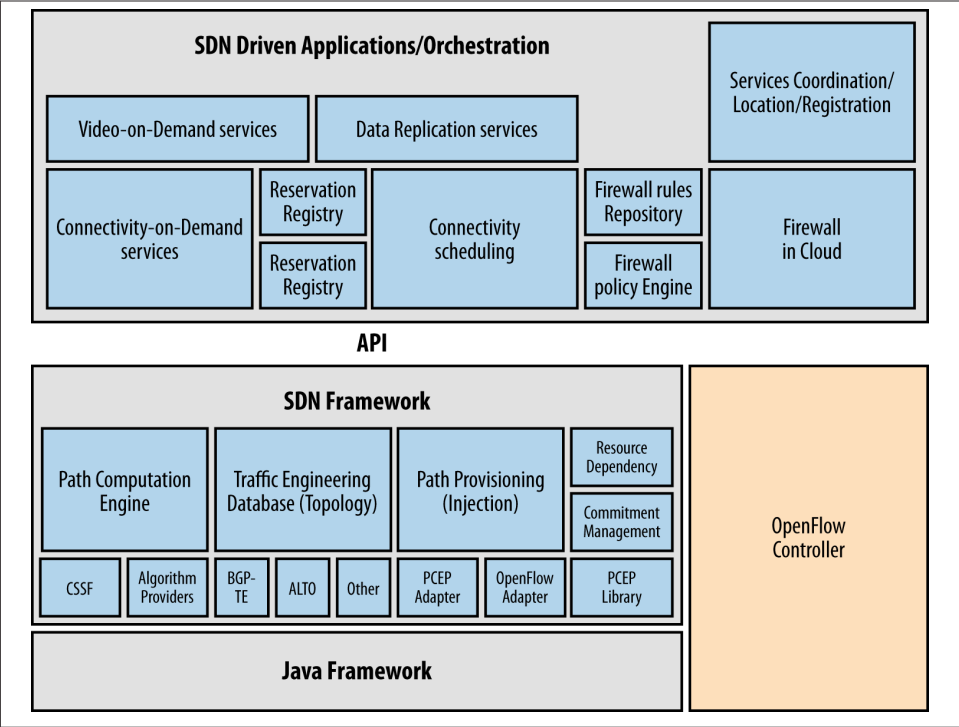 SDN Driven Applications/Orchestration
Services Coordination/
Location/Registration
Video-on-Demand services
Data Replication services
Connectivity-on-Demand
services
Reservation
Registry
Reservation
Registry
Connectivity
scheduling
Firewall rules
Repository
Firewall
policy Engine
Firewall
in Cloud
API
SDN Framework
Path Computation
Engine
Traffic Engineering
Database (Topology)
Path Provisioning
(Injection)
Resource
Dependency
Commitment
Management
CSSF
Algorithm
Providers
BGP-
TE
ALTO
Other
PCEP
Adapter
OpenFlow
Adapter
PCEP
Library
OpenFlow
Controller
Java Framework